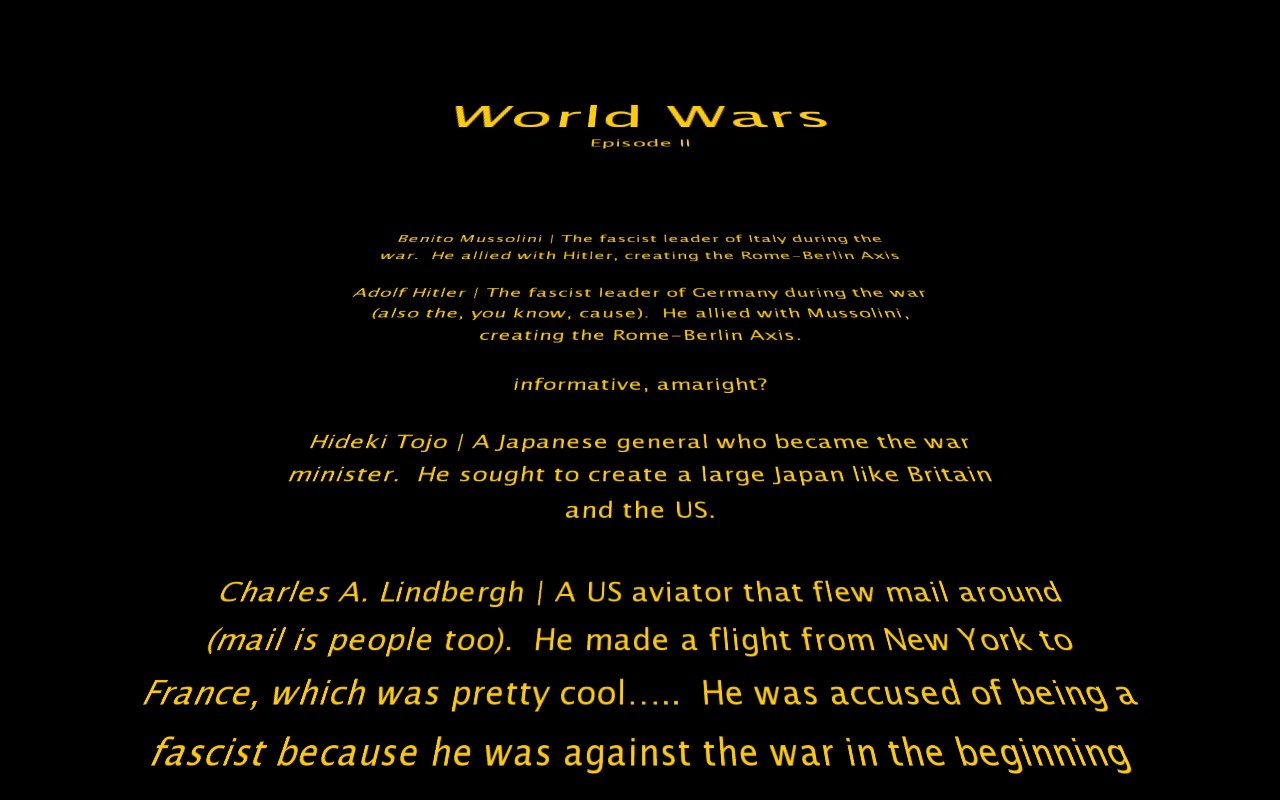 World Wars
Episode II
Benito Mussolini | The fascist leader of Italy during the
war.  He allied with Hitler, creating the Rome-Berlin Axis
Adolf Hitler | The fascist leader of Germany during the war
(also the, you know, cause).  He allied with Mussolini,
creating the Rome-Berlin Axis.
informative, amaright?
Hideki Tojo | A Japanese general who became the war
minister.  He sought to create a large Japan like Britain
and the US.
Charles A. Lindbergh | A US aviator that flew mail around
(mail is people too).  He made a flight from New York to
France, which was pretty cool.....  He was accused of being a
fascist because he was against the war in the beginning